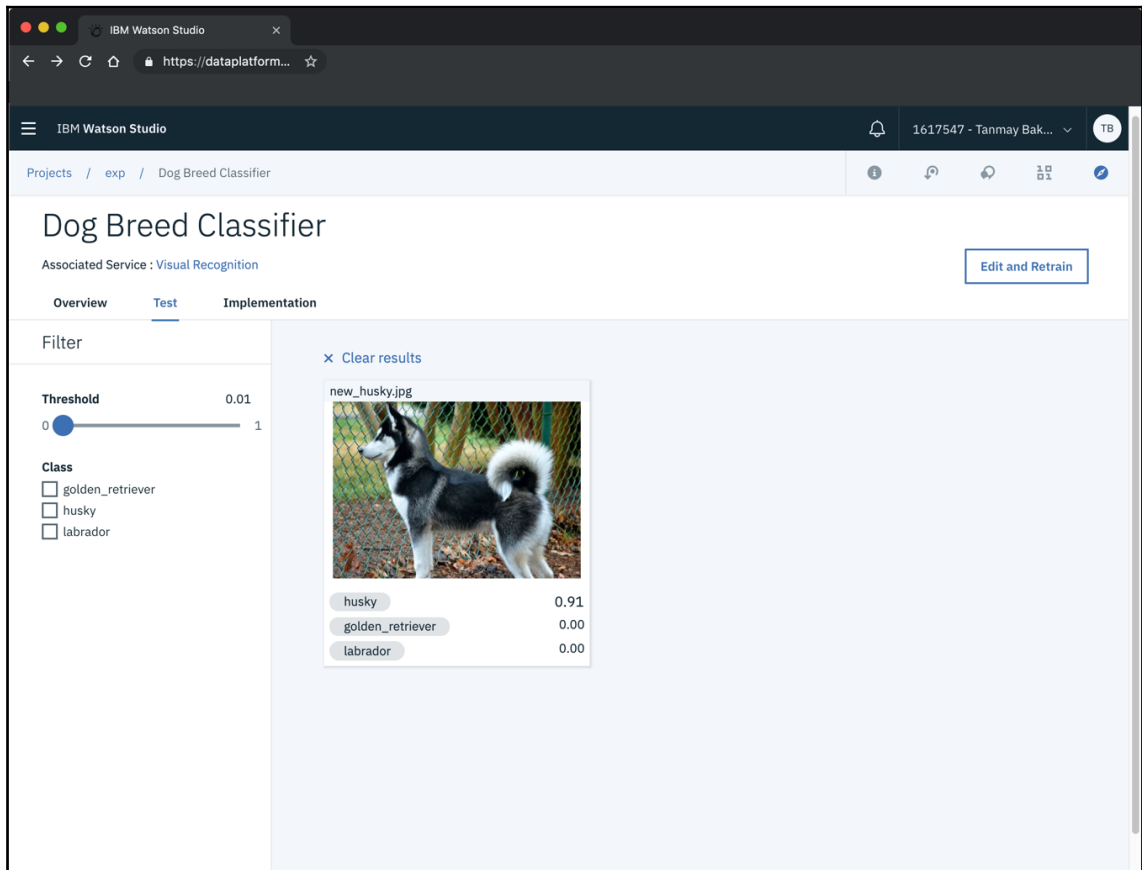 IBM Watson Studio
https://dataplatform...
IBM Watson Studio
1617547 - Tanmay Bak...
TB
Projects / exp / Dog Breed Classifier
Dog Breed Classifier
Associated Service : Visual Recognition
Edit and Retrain
Overview Test Implementation
Filter
Clear results
Threshold 0.01
0 1
Class
golden_retriever
husky
labrador
new_husky.jpg
husky 0.91
golden_retriever 0.00
labrador 0.00